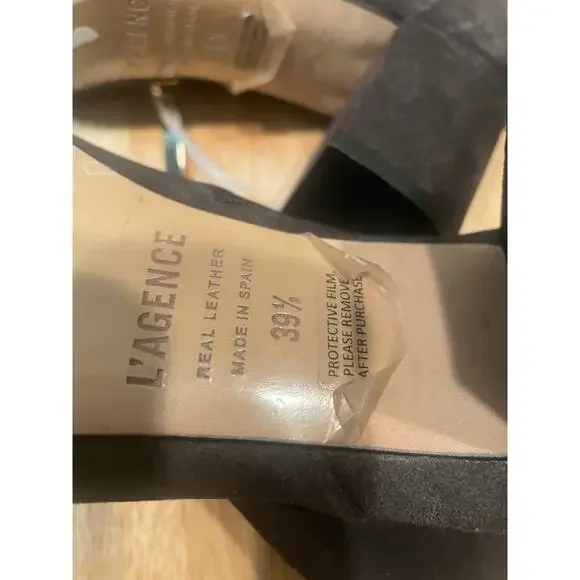 L'AGENCE
REAL LEATHER
MADE IN SPAIN
39½
PROTECTIVE FILM.
PLEASE REMOVE
AFTER PURCHASE